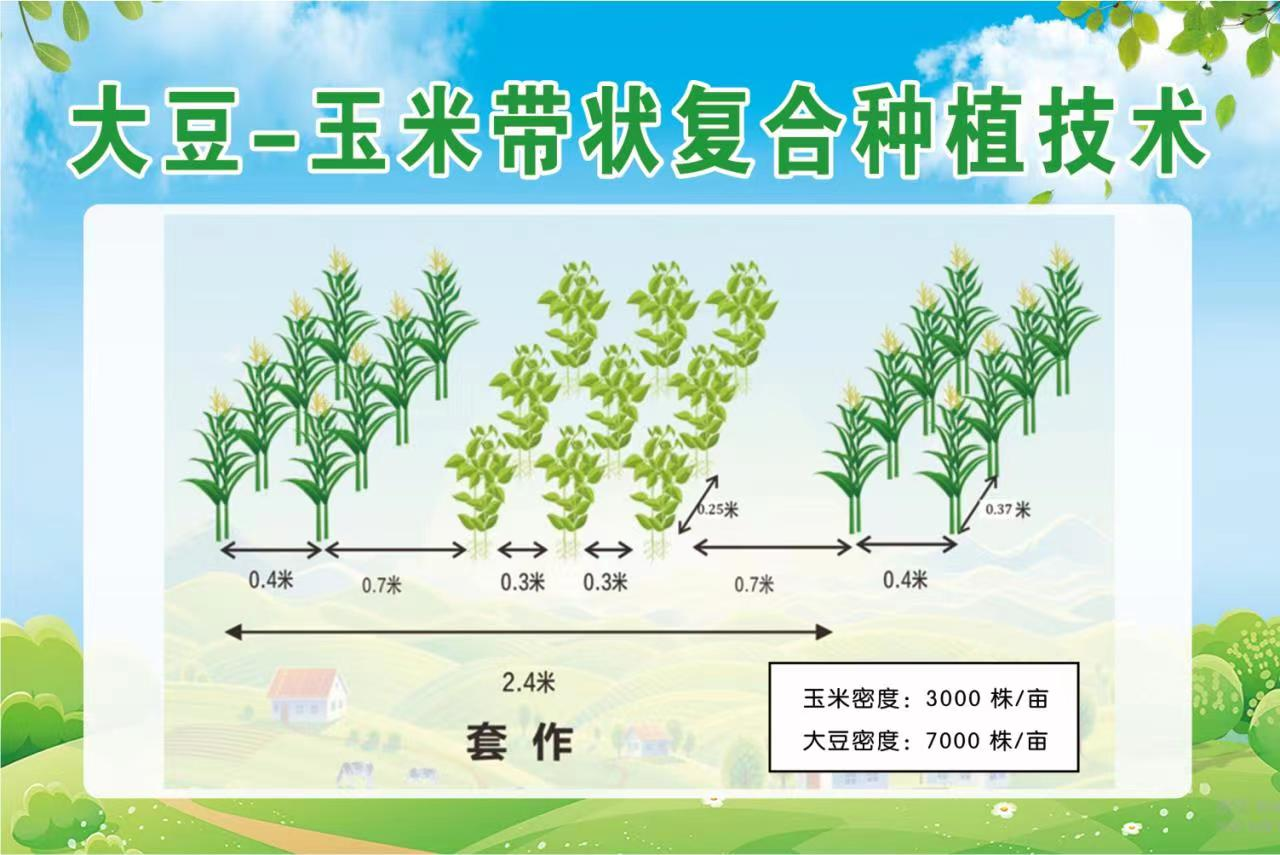 大豆-玉米带状复合种植技术
0.25米
0.37米
0.4米
0.7米
0.3米
0.3米
0.7米
0.4米
2.4米
套作
玉米密度：3000 株/亩
大豆密度：7000 株/亩